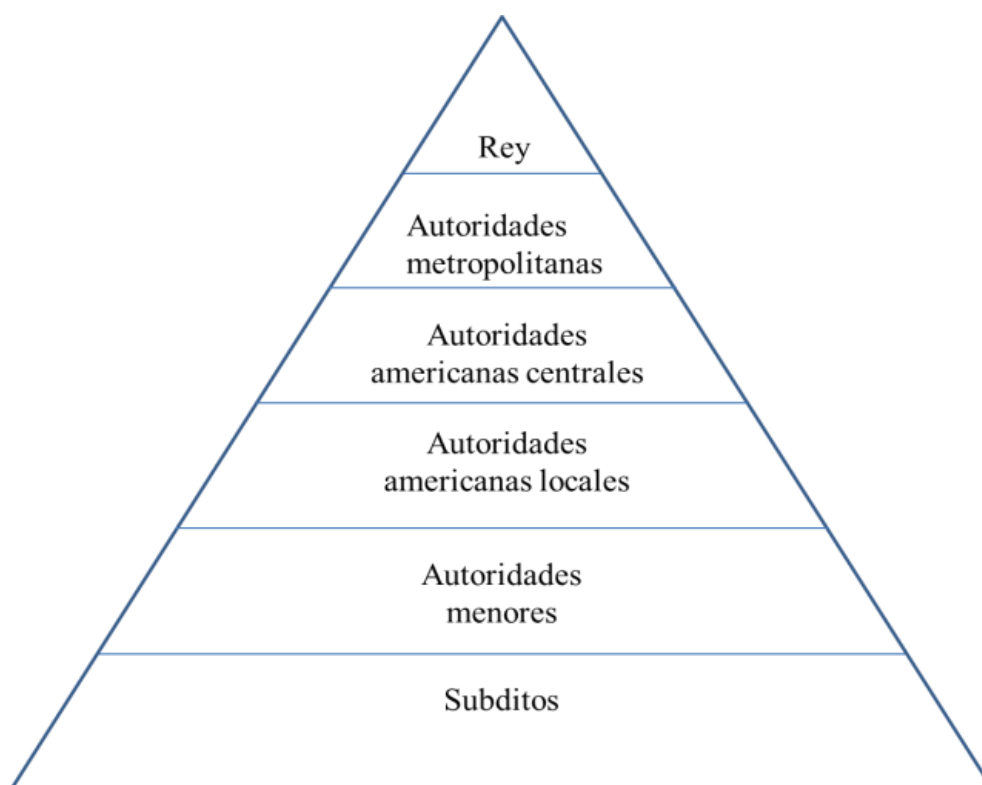 Rey
Autoridades
metropolitanas
Autoridades
americanas centrales
Autoridades
americanas locales
Autoridades
menores
Subditos